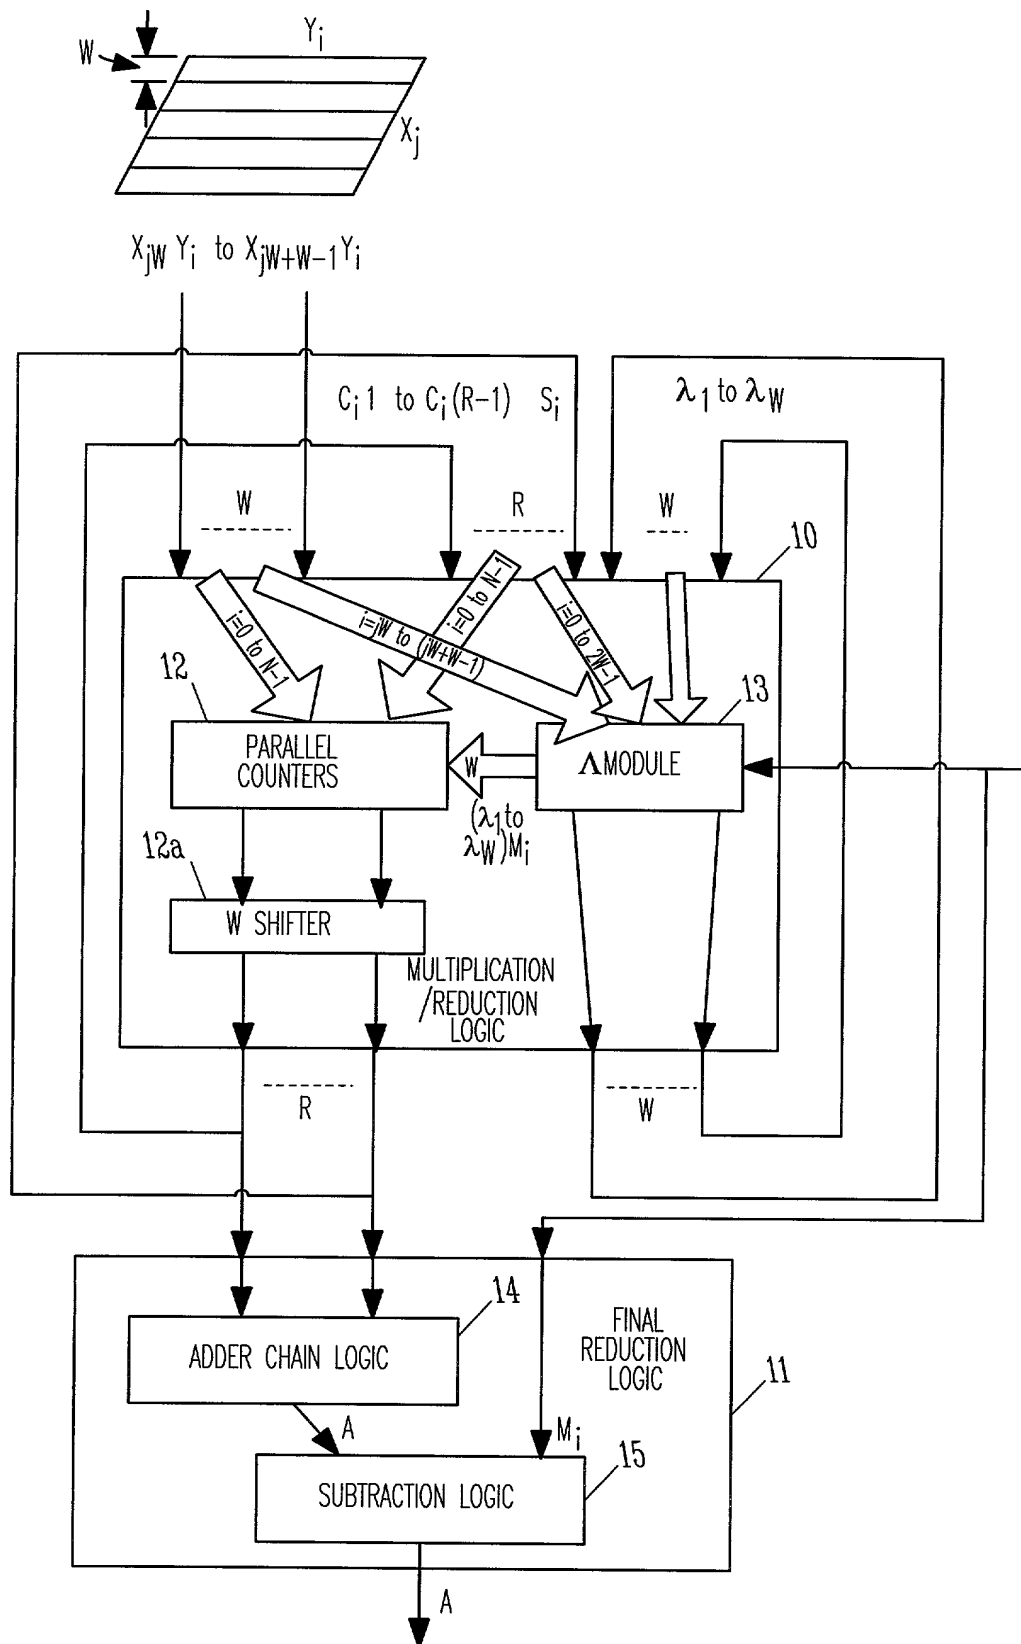 Y_i
W
X_j
X_jW Y_i to X_jW+W-1 Y_i
C_i 1 to C_i(R-1) S_i
λ_1 to λ_W
W
R
W
10
i=0 to N-1
i=jW to (jW+W-1)
i=0 to N-1
i=0 to 2W-1
12
13
PARALLEL
COUNTERS
W
Λ MODULE
(λ_1 to
λ_W)M_i
12a
W SHIFTER
MULTIPLICATION
/REDUCTION
LOGIC
R
W
14
FINAL
REDUCTION
LOGIC
ADDER CHAIN LOGIC
11
A
M_i
15
SUBTRACTION LOGIC
A